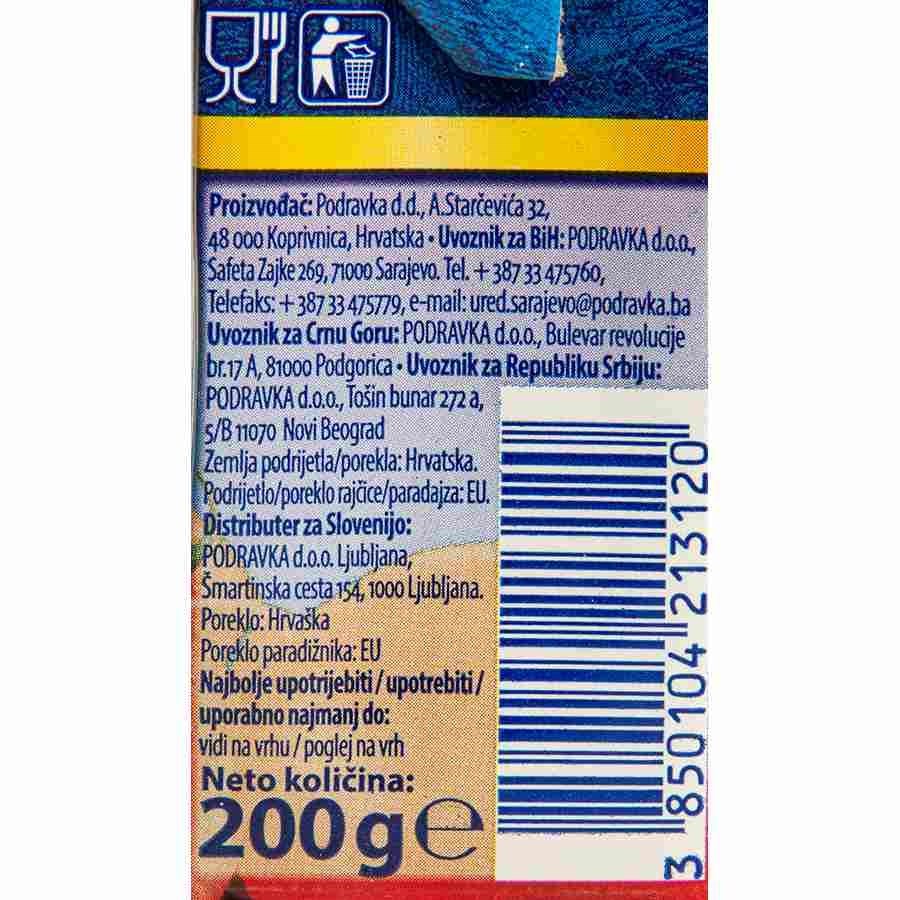 Proizvođač: Podravka d.d., A.Starčevića 32,
48 000 Koprivnica, Hrvatska • Uvoznik za BiH: PODRAVKA d.o.o.,
Safeta Zajke 269, 71000 Sarajevo. Tel. +387 33 475760,
Telefaks: +387 33 475779, e-mail: ured.sarajevo@podravka.ba
Uvoznik za Crnu Goru: PODRAVKA d.o.o., Bulevar revolucije
br.17 A, 81000 Podgorica • Uvoznik za Republiku Srbiju:
PODRAVKA d.o.o., Tošin bunar 272 a,
5/B 11070 Novi Beograd
Zemlja podrijetla/porekla: Hrvatska.
Podrijetlo/poreklo rajčice/paradajza: EU.
Distributer za Slovenijo:
PODRAVKA d.o.o. Ljubljana,
Šmartinska cesta 154, 1000 Ljubljana.
Poreklo: Hrvaška
Poreklo paradižnika: EU
Najbolje upotrijebiti / upotrebiti /
uporabno najmanj do:
vidi na vrhu / poglej na vrh
Neto količina:
200 g e
3 850104 213120